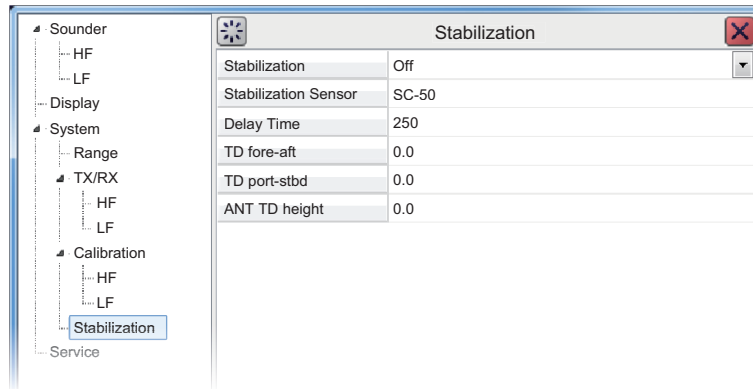 Sounder
HF
LF
Display
System
Range
TX/RX
HF
LF
Calibration
HF
LF
Stabilization
Service
Stabilization
Stabilization Off
Stabilization Sensor SC-50
Delay Time 250
TD fore-aft 0.0
TD port-stbd 0.0
ANT TD height 0.0